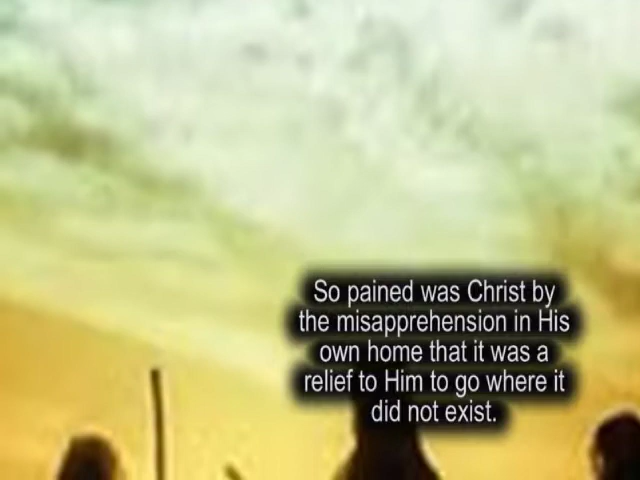 So pained was Christ by
the misapprehension in His
own home that it was a
relief to Him to go where it
did not exist.